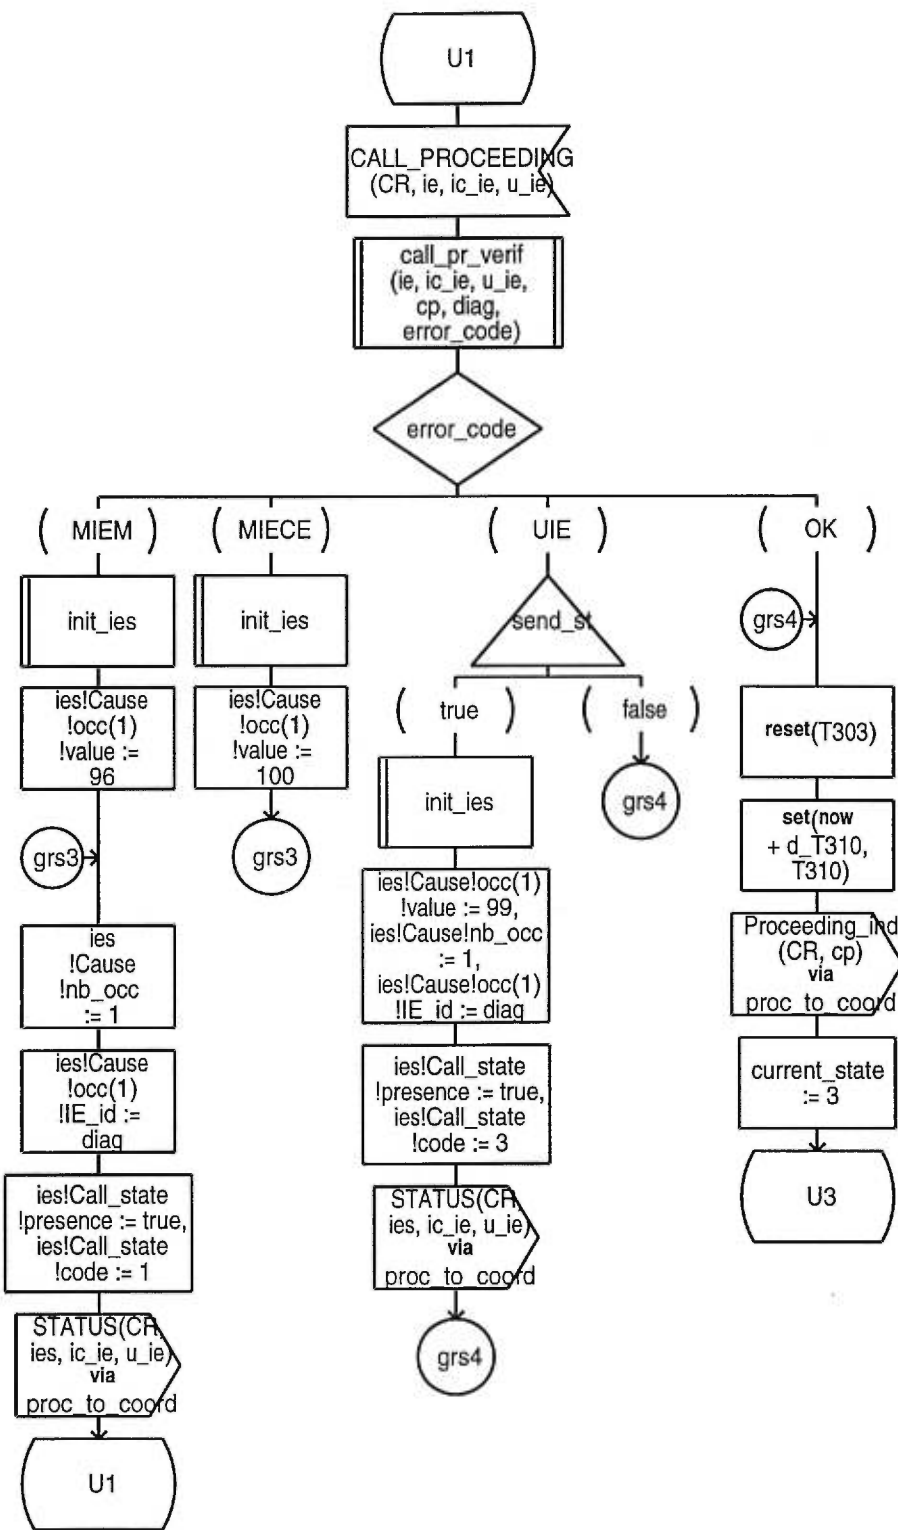 U1
CALL_PROCEEDING
(CR, ie, ic_ie, u_ie)
call_pr_verif
(ie, ic_ie, u_ie,
cp, diag,
error_code)
error_code
( MIEM )
init_ies
ies!Cause
!occ(1)
!value :=
96
grs3
ies
!Cause
!nb_occ
:= 1
ies!Cause
!occ(1)
!IE_id :=
diag
ies!Call_state
!presence := true,
ies!Call_state
!code := 1
STATUS(CR,
ies, ic_ie, u_ie)
via
proc_to_coord
U1
( MIECE )
init_ies
ies!Cause
!occ(1)
!value :=
100
grs3
( UIE )
send_st
( true )
init_ies
ies!Cause!occ(1)
!value := 99,
ies!Cause!nb_occ
:= 1,
ies!Cause!occ(1)
!IE_id := diag
ies!Call_state
!presence := true,
ies!Call_state
!code := 3
STATUS(CR,
ies, ic_ie, u_ie)
via
proc_to_coord
grs4
( false )
grs4
( OK )
grs4
reset(T303)
set(now
+ d_T310,
T310)
Proceeding_ind
(CR, cp)
via
proc_to_coord
current_state
:= 3
U3